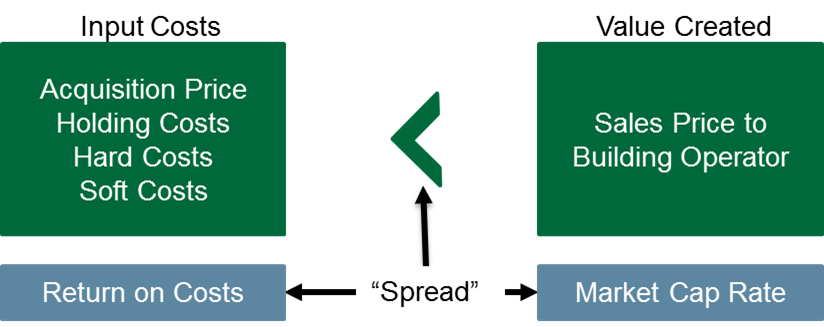 Input Costs
Value Created
Acquisition Price
Holding Costs
Hard Costs
Soft Costs
Sales Price to
Building Operator
Return on Costs
“Spread”
Market Cap Rate